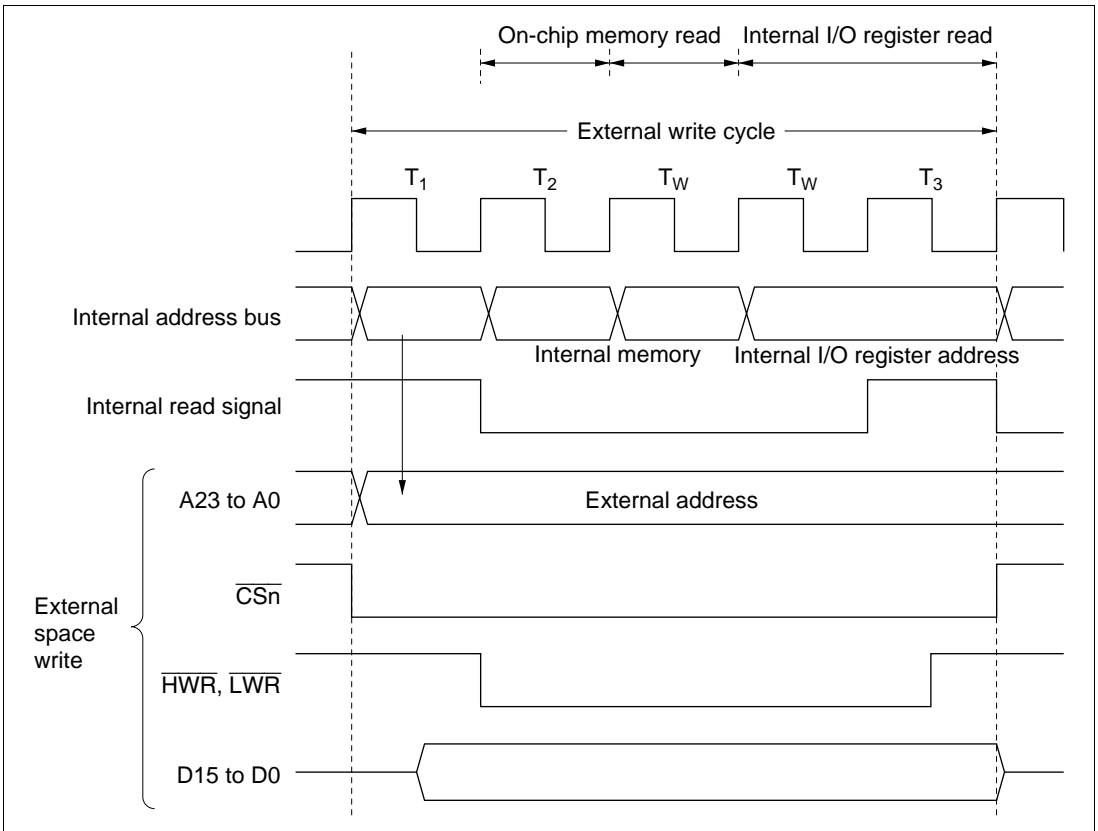 On-chip memory read Internal I/O register read
External write cycle
T1 T2 TW TW T3
Internal address bus
Internal memory Internal I/O register address
Internal read signal
A23 to A0 External address
CSn
External
space
write
HWR, LWR
D15 to D0